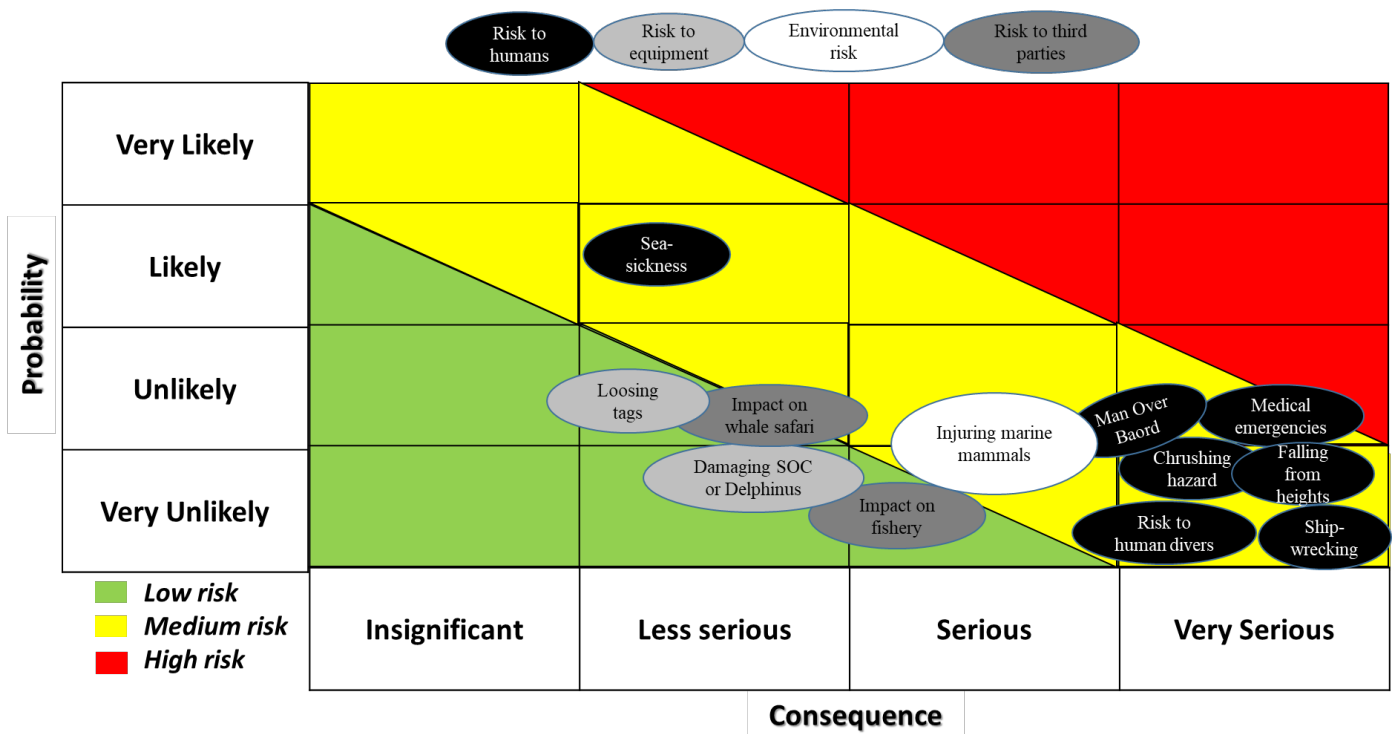 Risk to
humans
Risk to
equipment
Environmental
risk
Risk to third
parties
Probability
Very Likely
Likely
Sea-
sickness
Unlikely
Loosing
tags
Impact on
whale safari
Injuring marine
mammals
Man Over
Baord
Medical
emergencies
Very Unlikely
Damaging SOC
or Delphinus
Impact on
fishery
Chrushing
hazard
Falling
from
heights
Risk to
human divers
Ship-
wrecking
Low risk
Medium risk
High risk
Insignificant
Less serious
Serious
Very Serious
Consequence